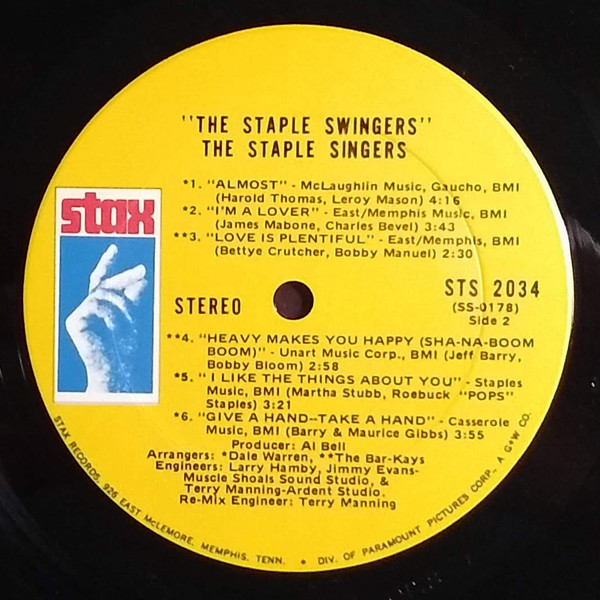 "THE STAPLE SWINGERS"
THE STAPLE SINGERS
*1. "ALMOST" - McLaughlin Music, Gaucho, BMI
(Harold Thomas, Leroy Mason) 4:16
*2. "I'M A LOVER" - East/Memphis Music, BMI
(James Mabone, Charles Bevel) 3:43
**3. "LOVE IS PLENTIFUL" - East/Memphis, BMI
(Bettye Crutcher, Bobby Manuel) 2:30
stax
STEREO
STS 2034
(SS-0178)
Side 2
**4. "HEAVY MAKES YOU HAPPY (SHA-NA-BOOM
BOOM)" - Unart Music Corp., BMI (Jeff Barry,
Bobby Bloom) 2:58
*5. "I LIKE THE THINGS ABOUT YOU" - Staples
Music, BMI (Martha Stubb, Roebuck "POPS"
Staples) 3:21
*6. "GIVE A HAND--TAKE A HAND" - Casserole
Music, BMI (Barry & Maurice Gibbs) 3:55
Producer: Al Bell
Arrangers: *Dale Warren, **The Bar-Kays
Engineers: Larry Hamby, Jimmy Evans-
Muscle Shoals Sound Studio, &
Terry Manning-Ardent Studio.
Re-Mix Engineer: Terry Manning
STAX RECORDS, 926 EAST McLEMORE, MEMPHIS, TENN. • DIV. OF PARAMOUNT PICTURES CORP., A G+W CO.